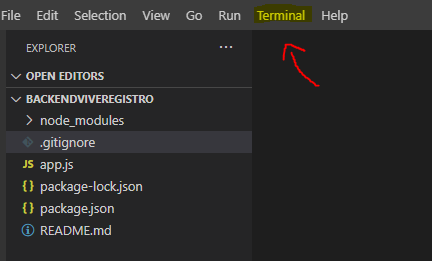 File Edit Selection View Go Run Terminal Help
EXPLORER ...
OPEN EDITORS
BACKENDVIVEREGISTRO
node_modules
.gitignore
JS app.js
{} package-lock.json
{} package.json
README.md